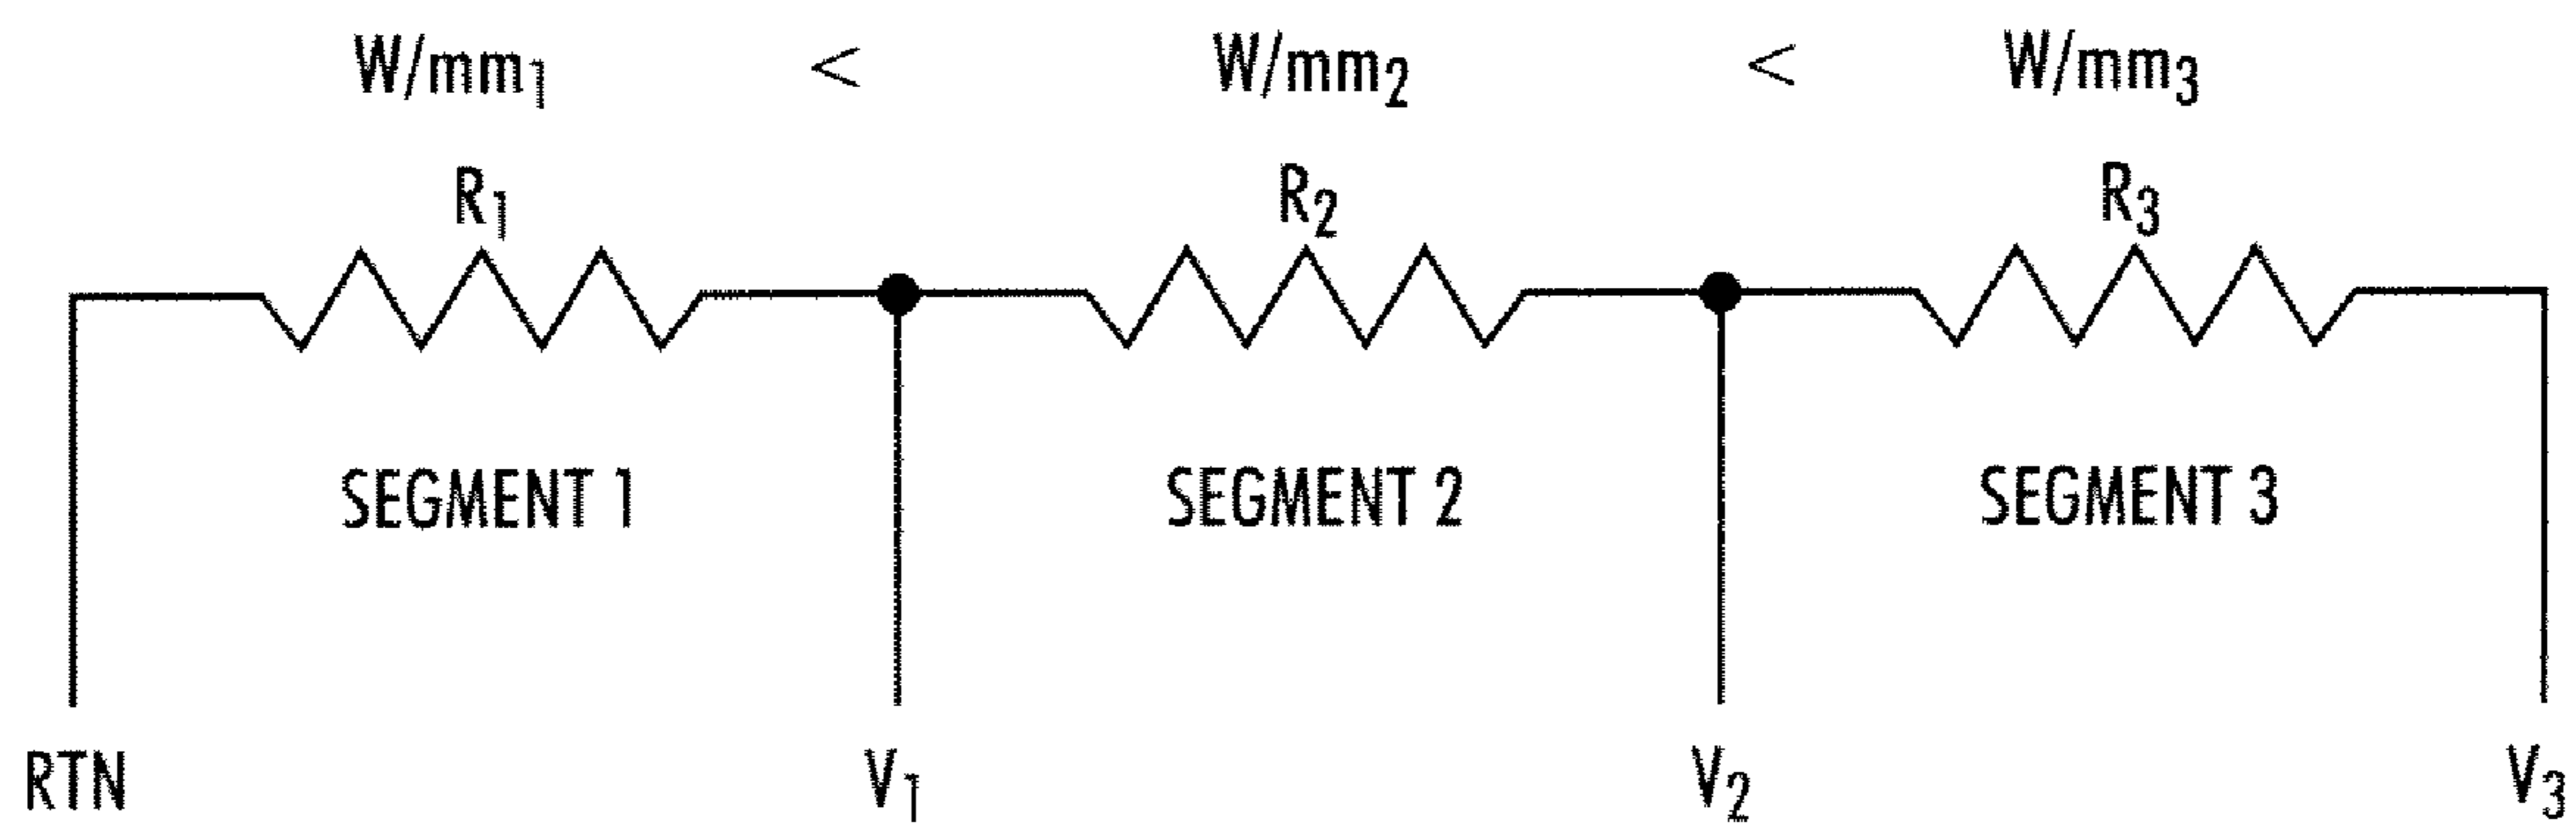 W/mm1 < W/mm2 < W/mm3
R1 R2 R3
SEGMENT 1 SEGMENT 2 SEGMENT 3
RTN V1 V2 V3